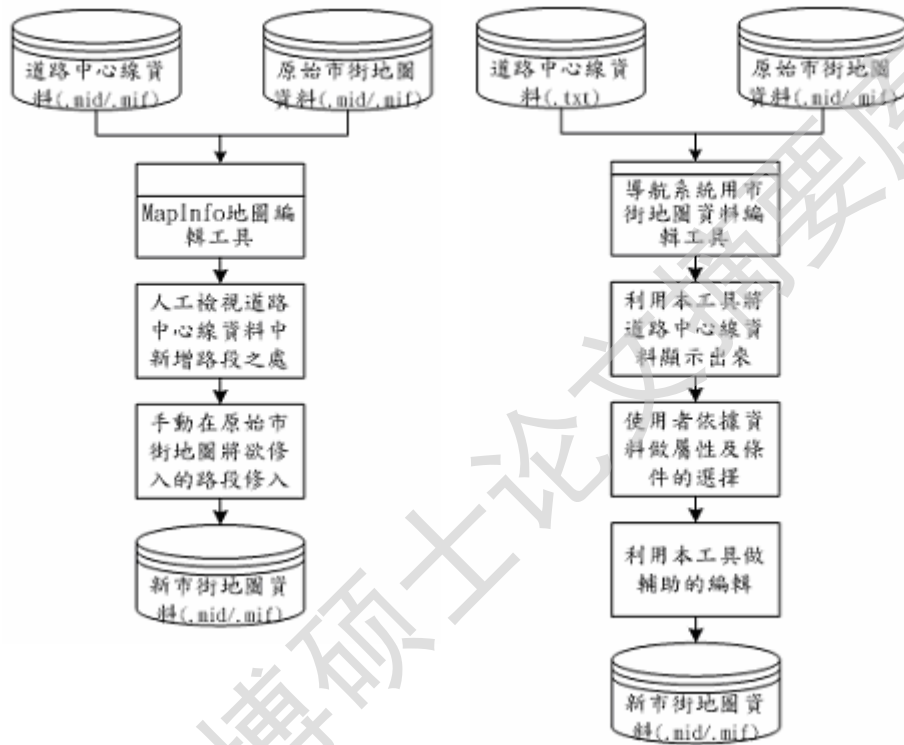 道路中心線資
料(.mid/.mif)
原始市街地圖
資料(.mid/.mif)
MapInfo地圖編
輯工具
人工檢視道路
中心線資料中
新增路段之處
手動在原始市
街地圖將欲修
入的路段修入
新市街地圖資
料(.mid/.mif)
道路中心線資
料(.txt)
原始市街地圖
資料(.mid/.mif)
導航系統用市
街地圖資料編
輯工具
利用本工具將
道路中心線資
料顯示出來
使用者依據資
料做屬性及條
件的選擇
利用本工具做
輔助的編輯
新市街地圖資
料(.mid/.mif)
博硕士论文摘要库